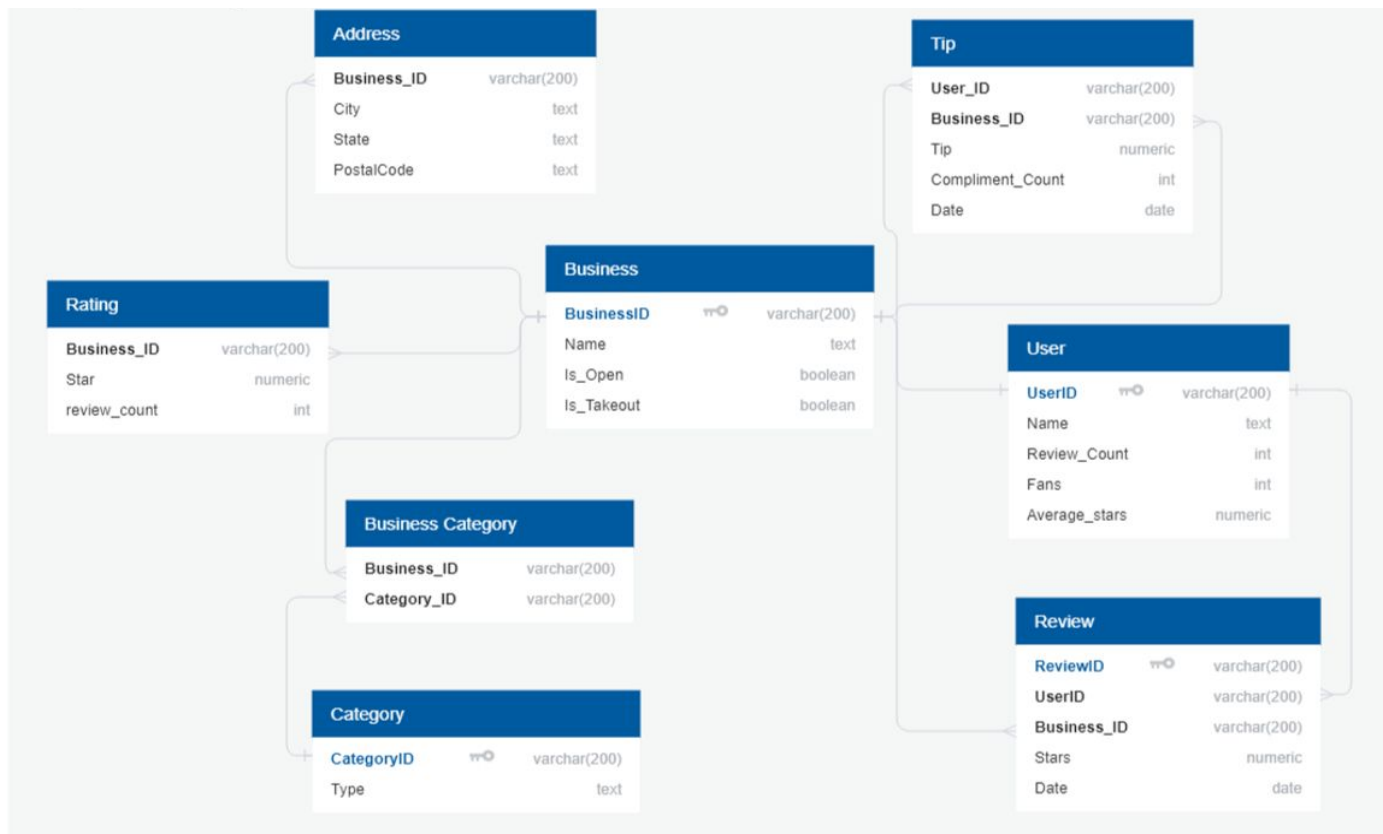 Address
Business_ID varchar(200)
City text
State text
PostalCode text
Tip
User_ID varchar(200)
Business_ID varchar(200)
Tip numeric
Compliment_Count int
Date date
Business
BusinessID varchar(200)
Name text
Is_Open boolean
Is_Takeout boolean
Rating
Business_ID varchar(200)
Star numeric
review_count int
User
UserID varchar(200)
Name text
Review_Count int
Fans int
Average_stars numeric
Business Category
Business_ID varchar(200)
Category_ID varchar(200)
Review
ReviewID varchar(200)
UserID varchar(200)
Business_ID varchar(200)
Stars numeric
Date date
Category
CategoryID varchar(200)
Type text